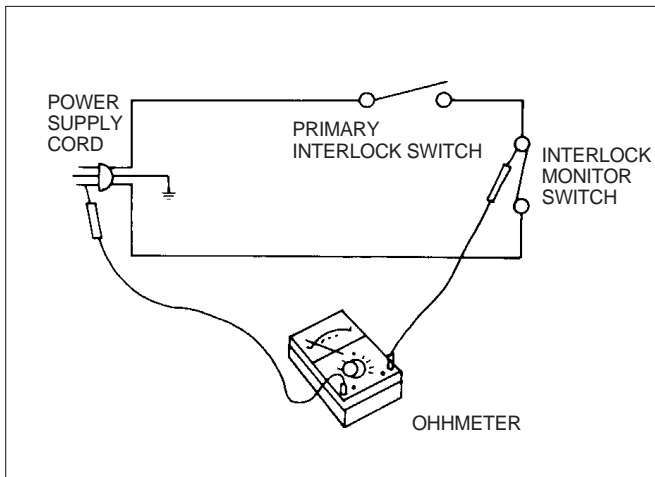 POWER
SUPPLY
CORD
PRIMARY
INTERLOCK SWITCH
INTERLOCK
MONITOR
SWITCH
OHHMETER